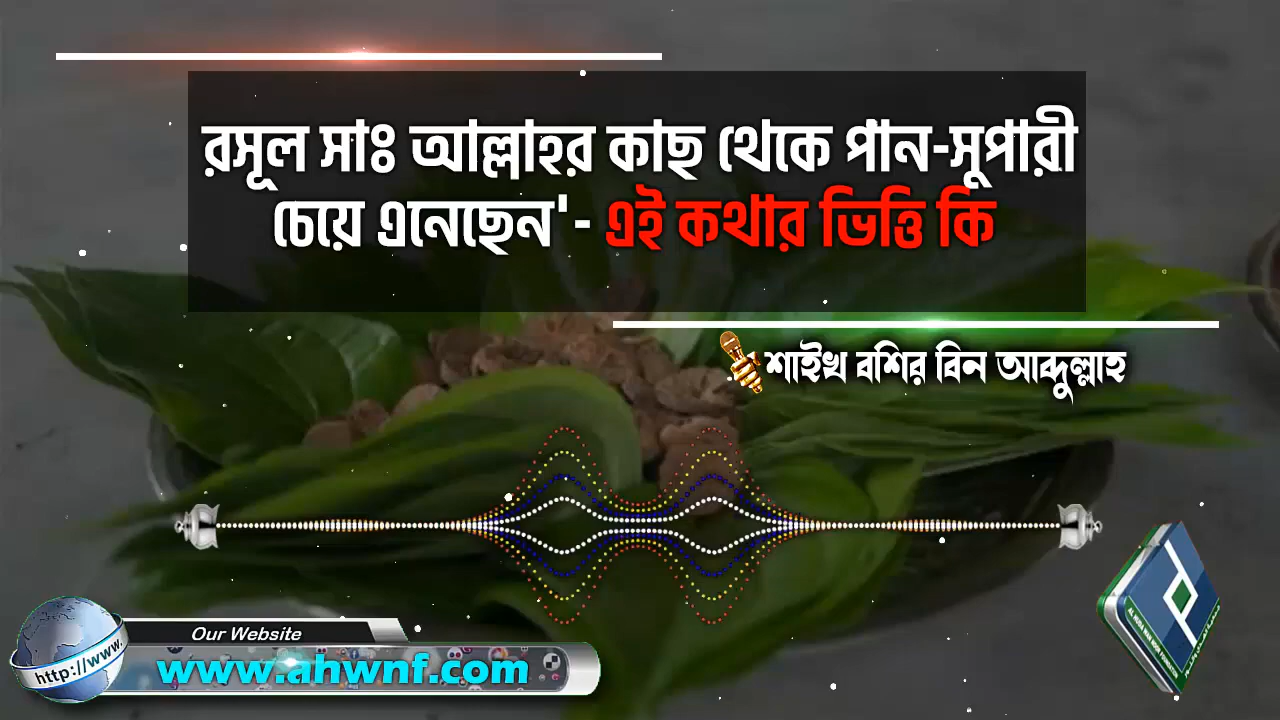 রসূল সাঃ আল্লাহর কাছ থেকে পান-সুপারী
চেয়ে এনেছেন'- এই কথার ভিত্তি কি
শাইখ বশির বিন আব্দুল্লাহ
Our Website
http://www.
www.ahwnf.com